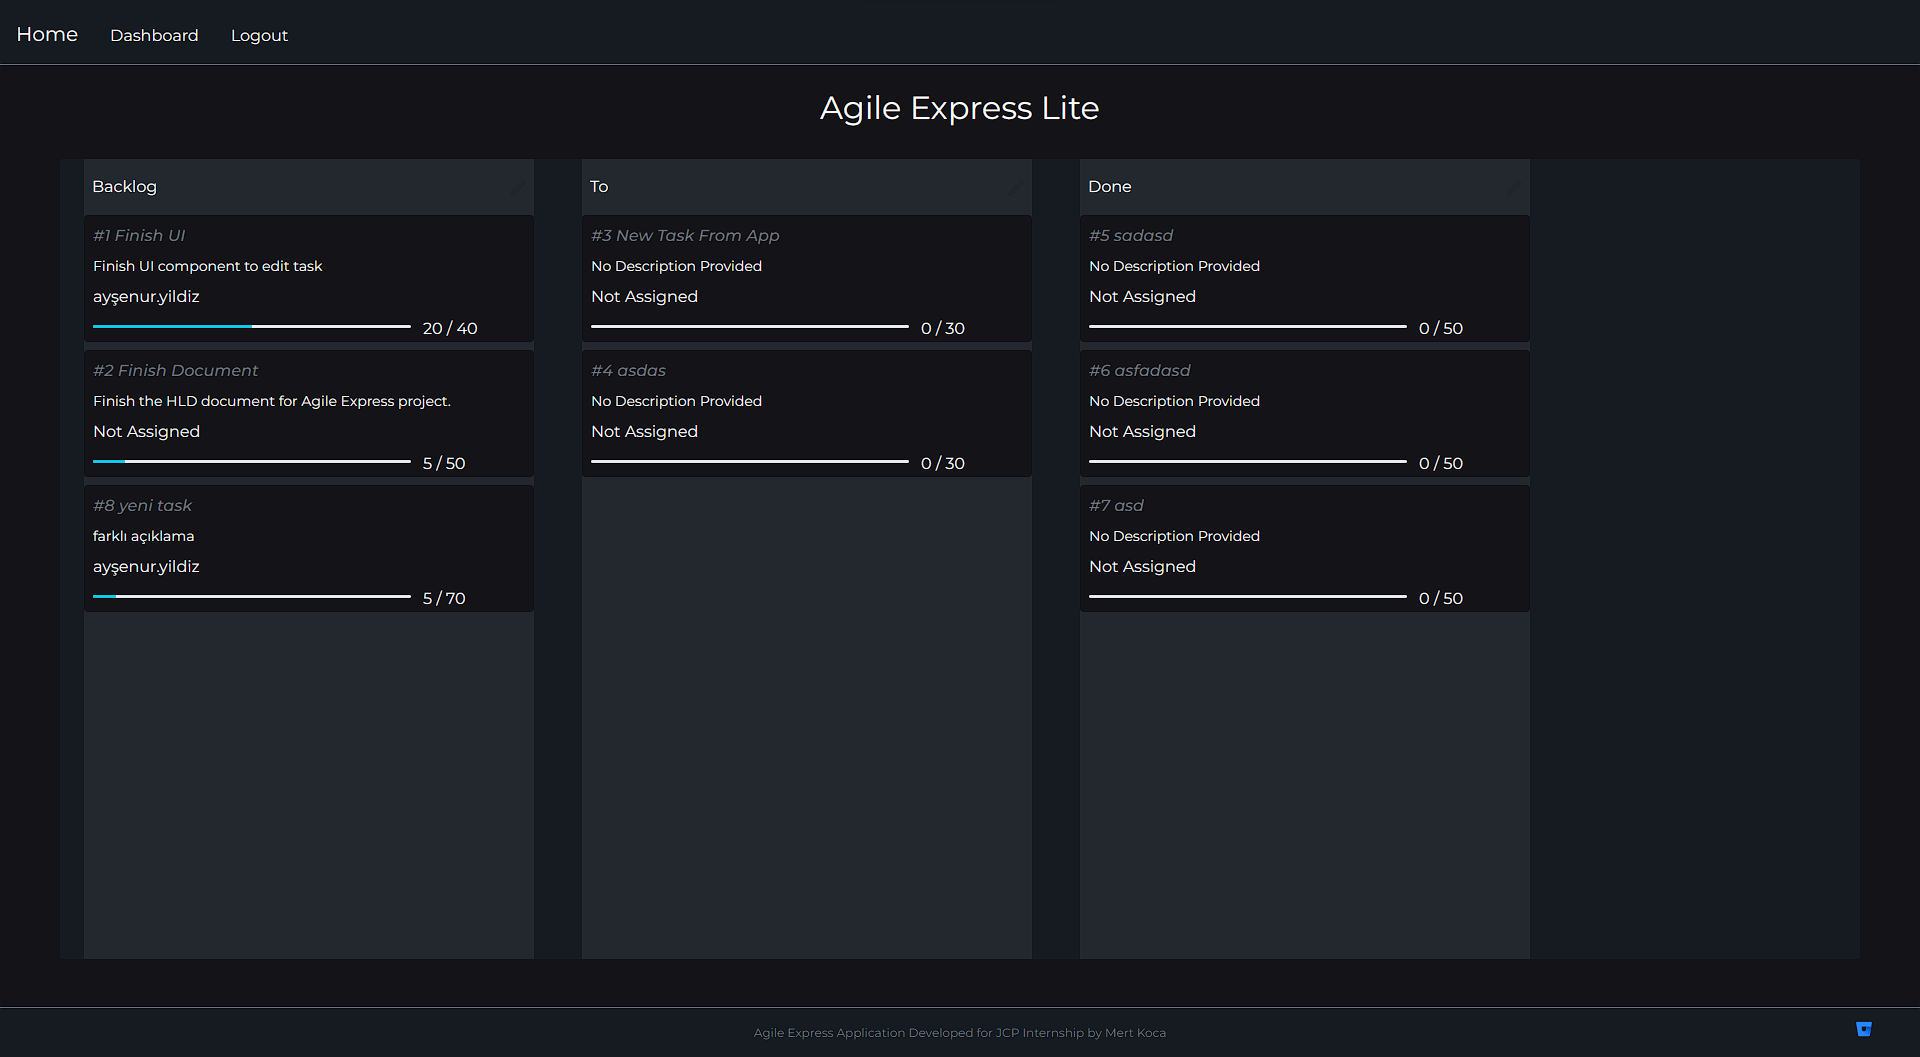 Home Dashboard Logout
Agile Express Lite
Backlog
#1 Finish UI
Finish UI component to edit task
ayşenur.yildiz
20 / 40
#2 Finish Document
Finish the HLD document for Agile Express project.
Not Assigned
5 / 50
#8 yeni task
farklı açıklama
ayşenur.yildiz
5 / 70
To
#3 New Task From App
No Description Provided
Not Assigned
0 / 30
#4 asdas
No Description Provided
Not Assigned
0 / 30
Done
#5 sadasd
No Description Provided
Not Assigned
0 / 50
#6 asfadasd
No Description Provided
Not Assigned
0 / 50
#7 asd
No Description Provided
Not Assigned
0 / 50
Agile Express Application Developed for JCP Internship by Mert Koca